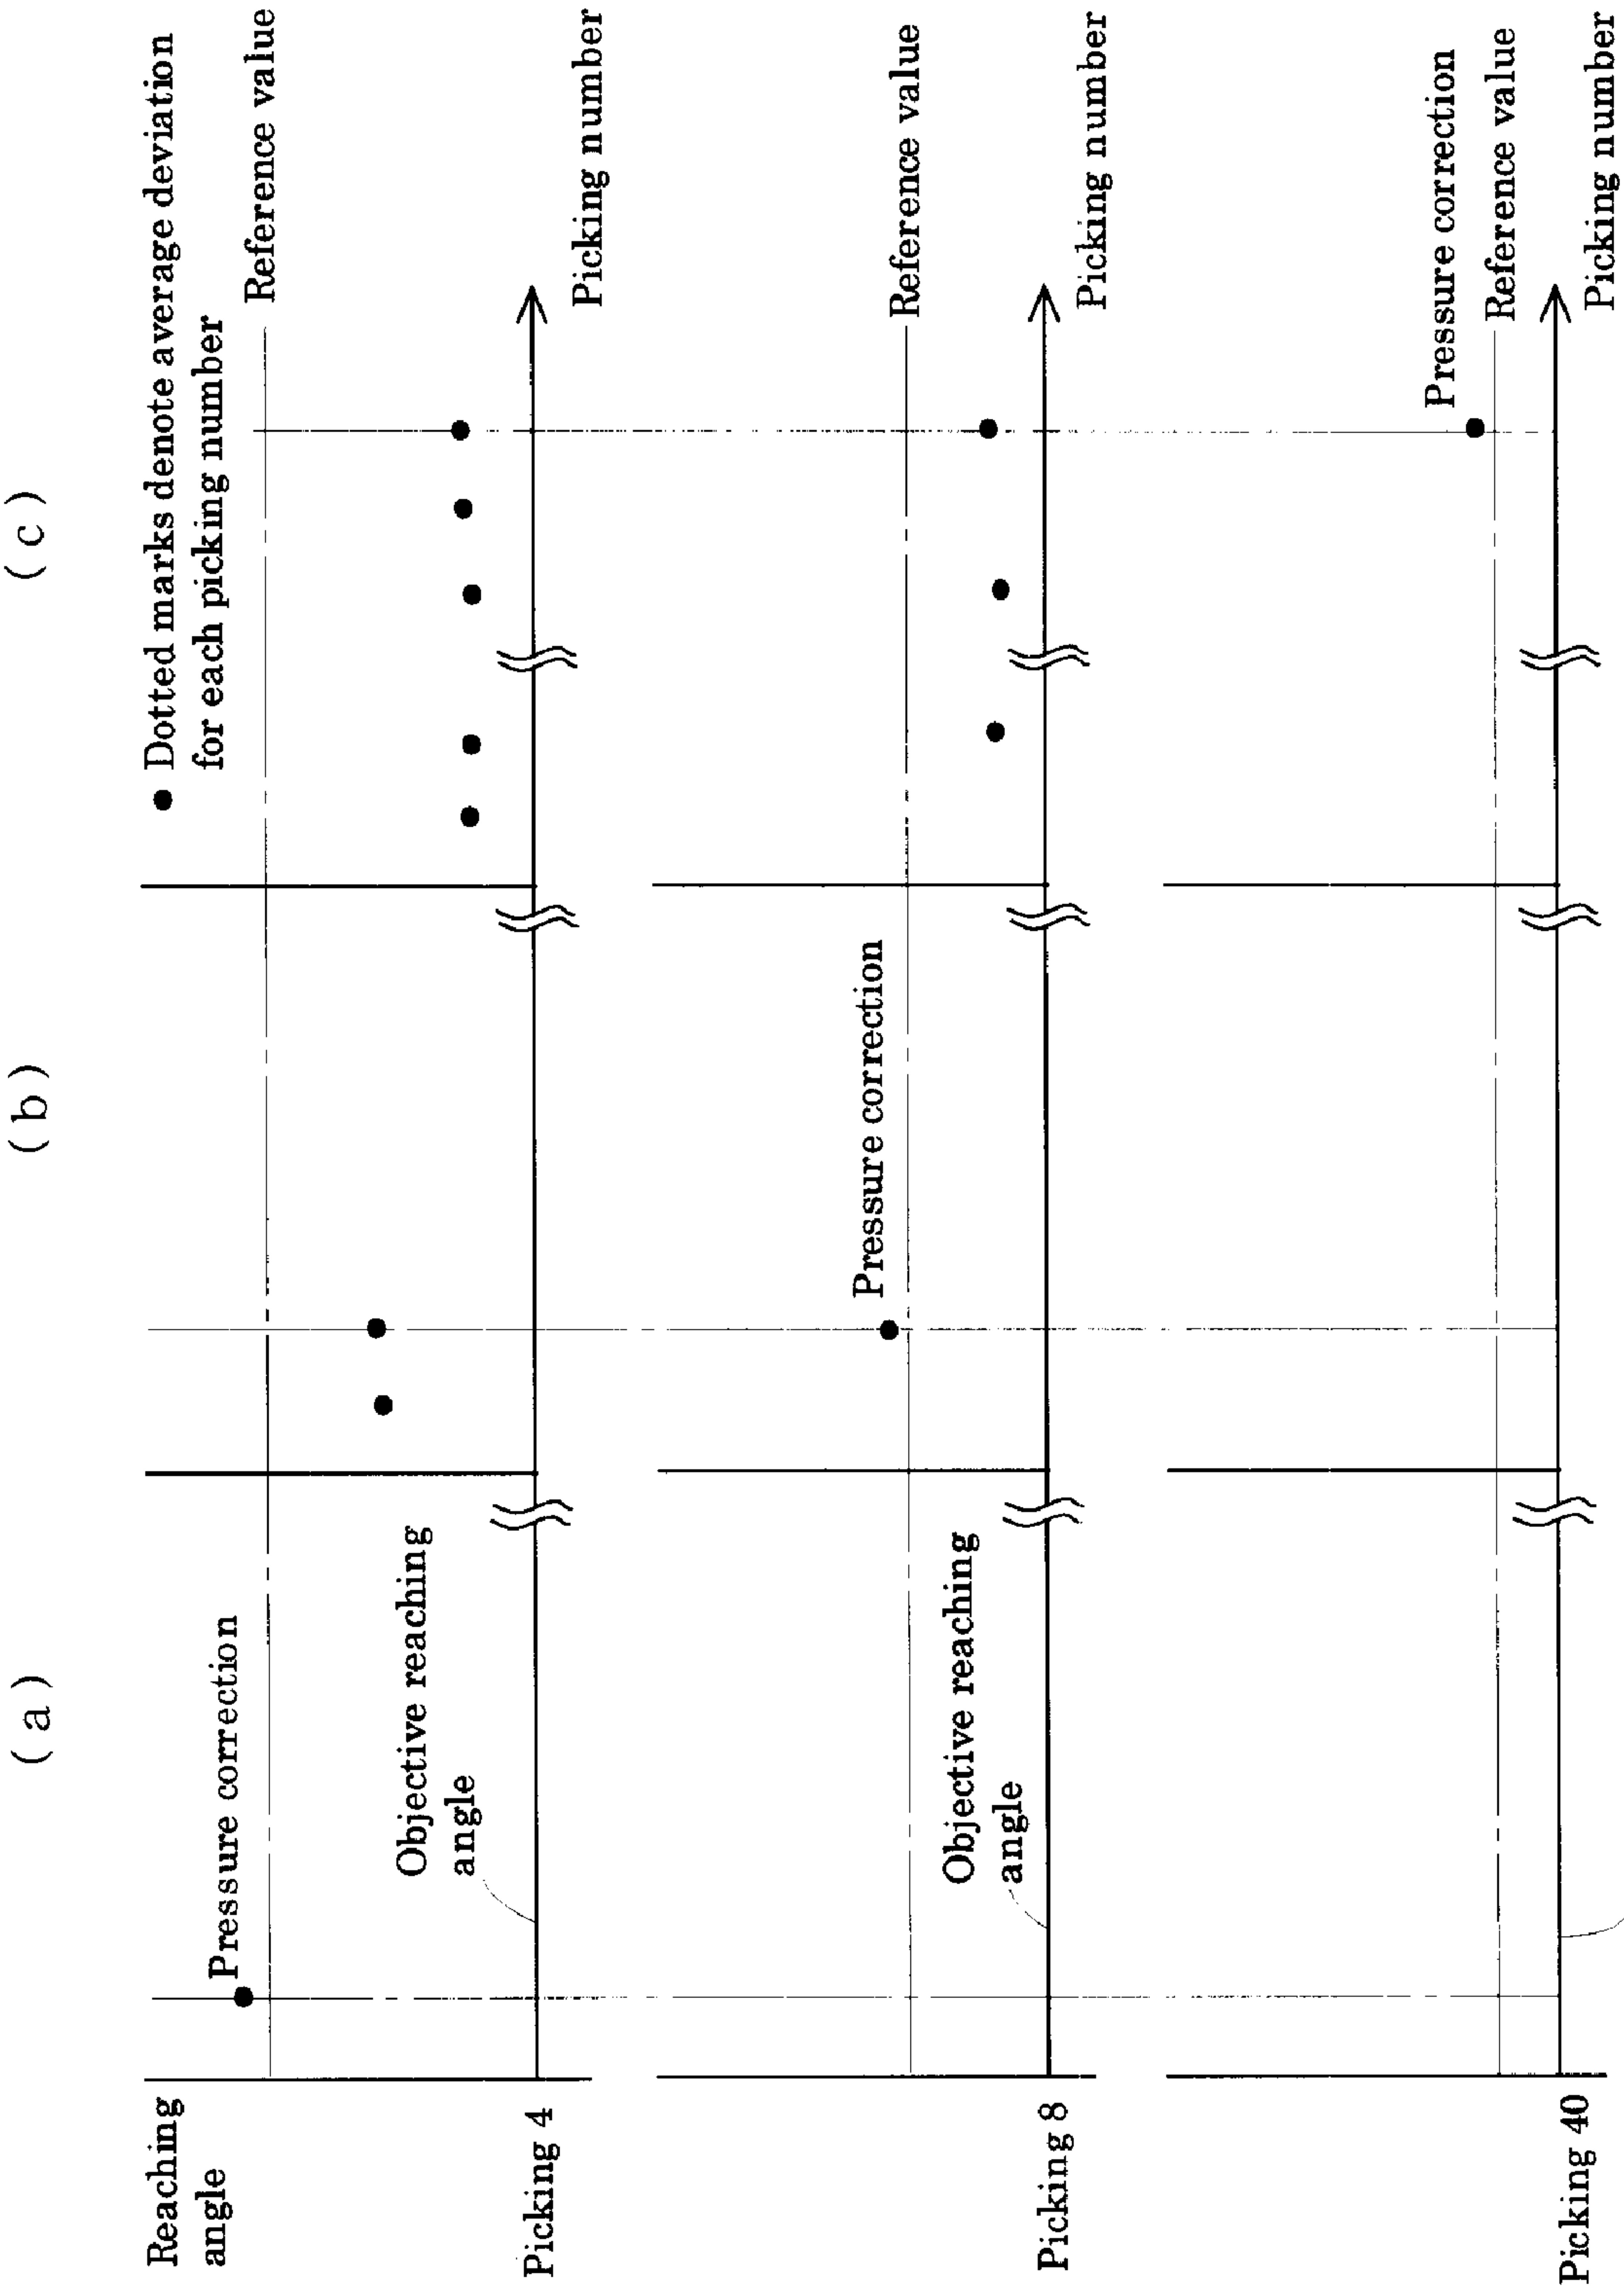 (a)
(b)
(c)
● Dotted marks denote average deviation
for each picking number
Reaching
angle
Pressure correction
Reference value
Objective reaching
angle
Picking 4
Picking number
Pressure correction
Reference value
Objective reaching
angle
Picking 8
Picking number
Pressure correction
Reference value
Picking 40
Picking number